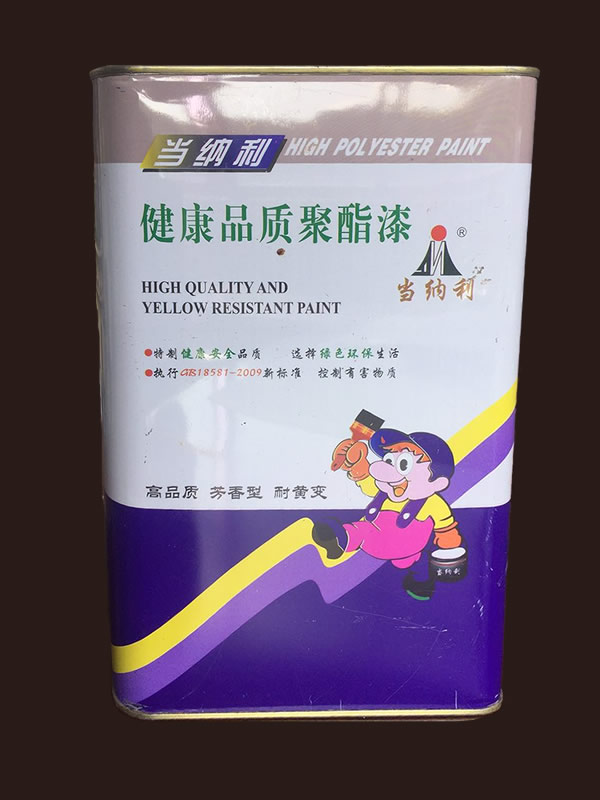 当纳利 HIGH POLYESTER PAINT
健康品质聚酯漆
®
当纳利
HIGH QUALITY AND
YELLOW RESISTANT PAINT
●特制健康安全品质 选择绿色环保生活
●执行GB18581-2009新标准 控制有害物质
高品质 芳香型 耐黄变
当纳利